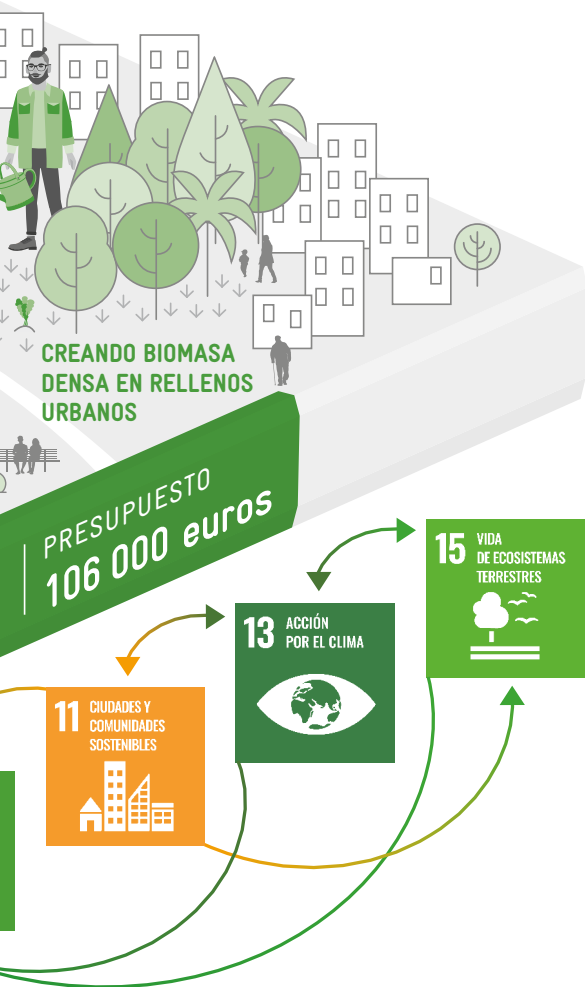 CREANDO BIOMASA
DENSA EN RELLENOS
URBANOS
PRESUPUESTO
106 000 euros
15 VIDA
DE ECOSISTEMAS
TERRESTRES
13 ACCIÓN
POR EL CLIMA
11 CIUDADES Y
COMUNIDADES
SOSTENIBLES